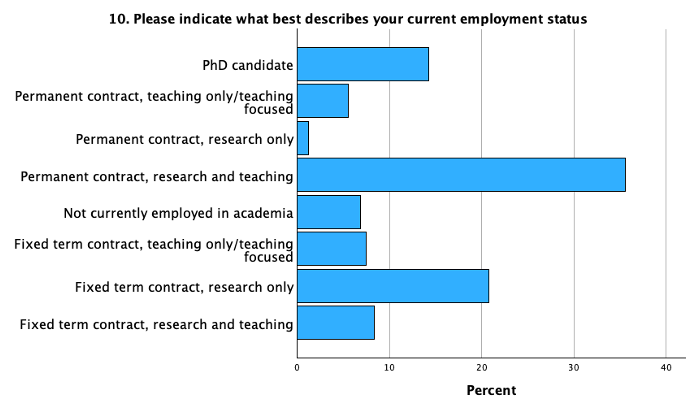 10. Please indicate what best describes your current employment status
PhD candidate
Permanent contract, teaching only/teaching
focused
Permanent contract, research only
Permanent contract, research and teaching
Not currently employed in academia
Fixed term contract, teaching only/teaching
focused
Fixed term contract, research only
Fixed term contract, research and teaching
0 10 20 30 40
Percent